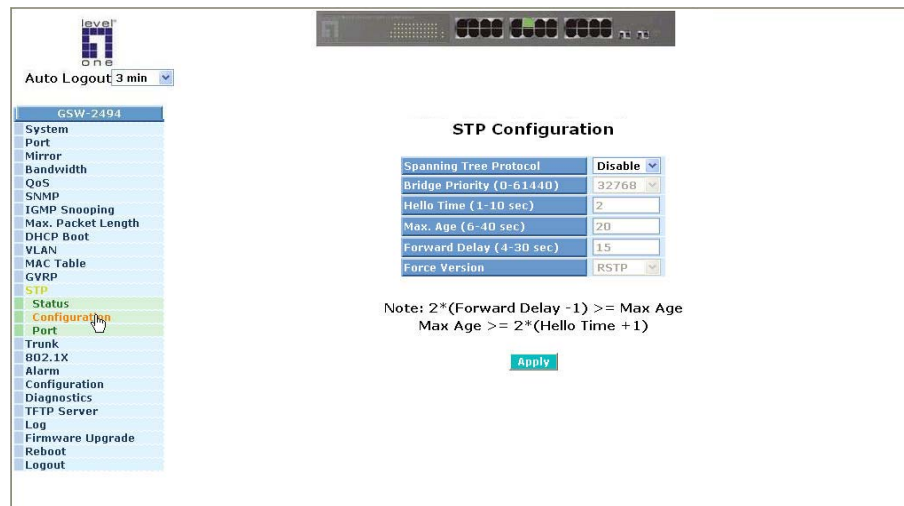 level
one
Auto Logout 3 min
GSW-2494
System
Port
Mirror
Bandwidth
QoS
SNMP
IGMP Snooping
Max. Packet Length
DHCP Boot
VLAN
MAC Table
GVRP
STP
Status
Configuration
Port
Trunk
802.1X
Alarm
Configuration
Diagnostics
TFTP Server
Log
Firmware Upgrade
Reboot
Logout
STP Configuration
Spanning Tree Protocol Disable
Bridge Priority (0-61440) 32768
Hello Time (1-10 sec) 2
Max. Age (6-40 sec) 20
Forward Delay (4-30 sec) 15
Force Version RSTP
Note: 2*(Forward Delay -1) >= Max Age
Max Age >= 2*(Hello Time +1)
Apply